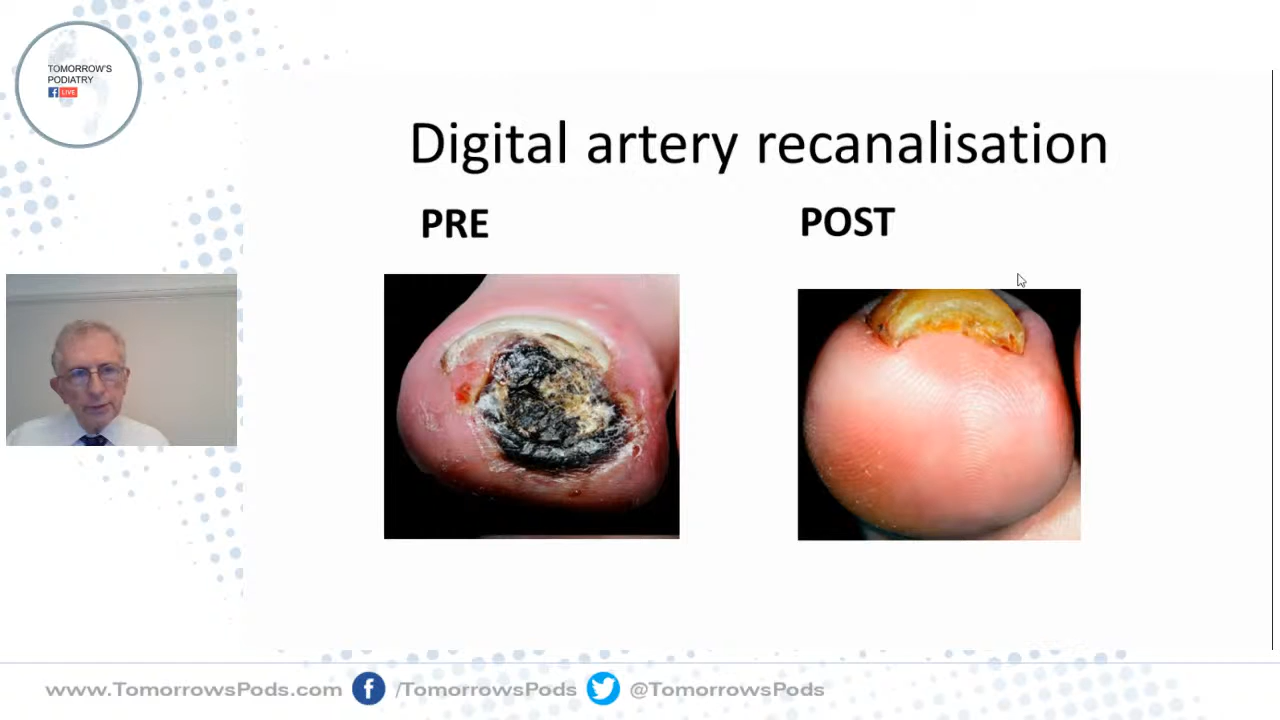 TOMORROW'S
PODIATRY
f LIVE
Digital artery recanalisation
PRE
POST
www.TomorrowsPods.com f /TomorrowsPods @TomorrowsPods